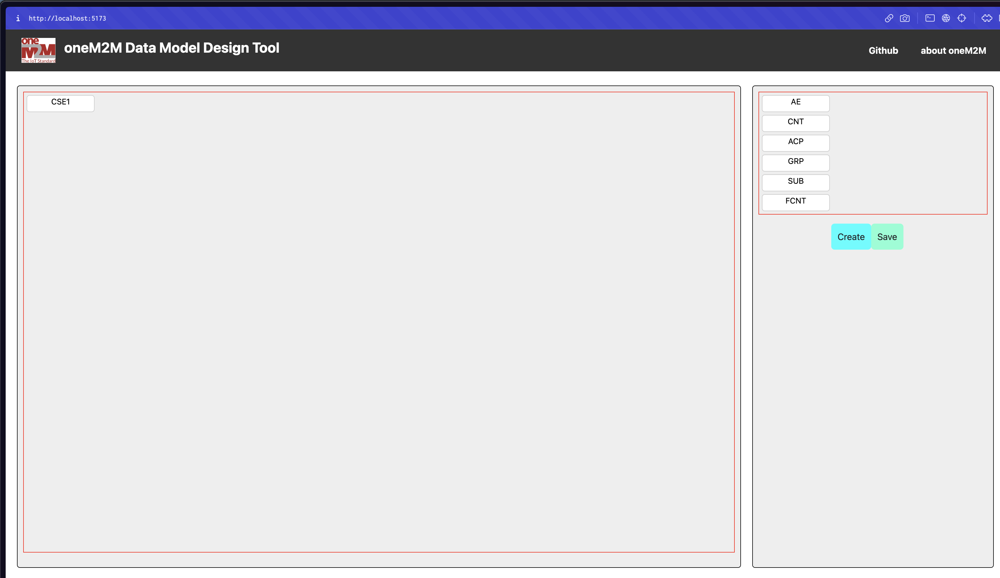 http://localhost:5173
one
M2M
The IoT Standard
oneM2M Data Model Design Tool
Github
about oneM2M
CSE1
AE
CNT
ACP
GRP
SUB
FCNT
Create
Save